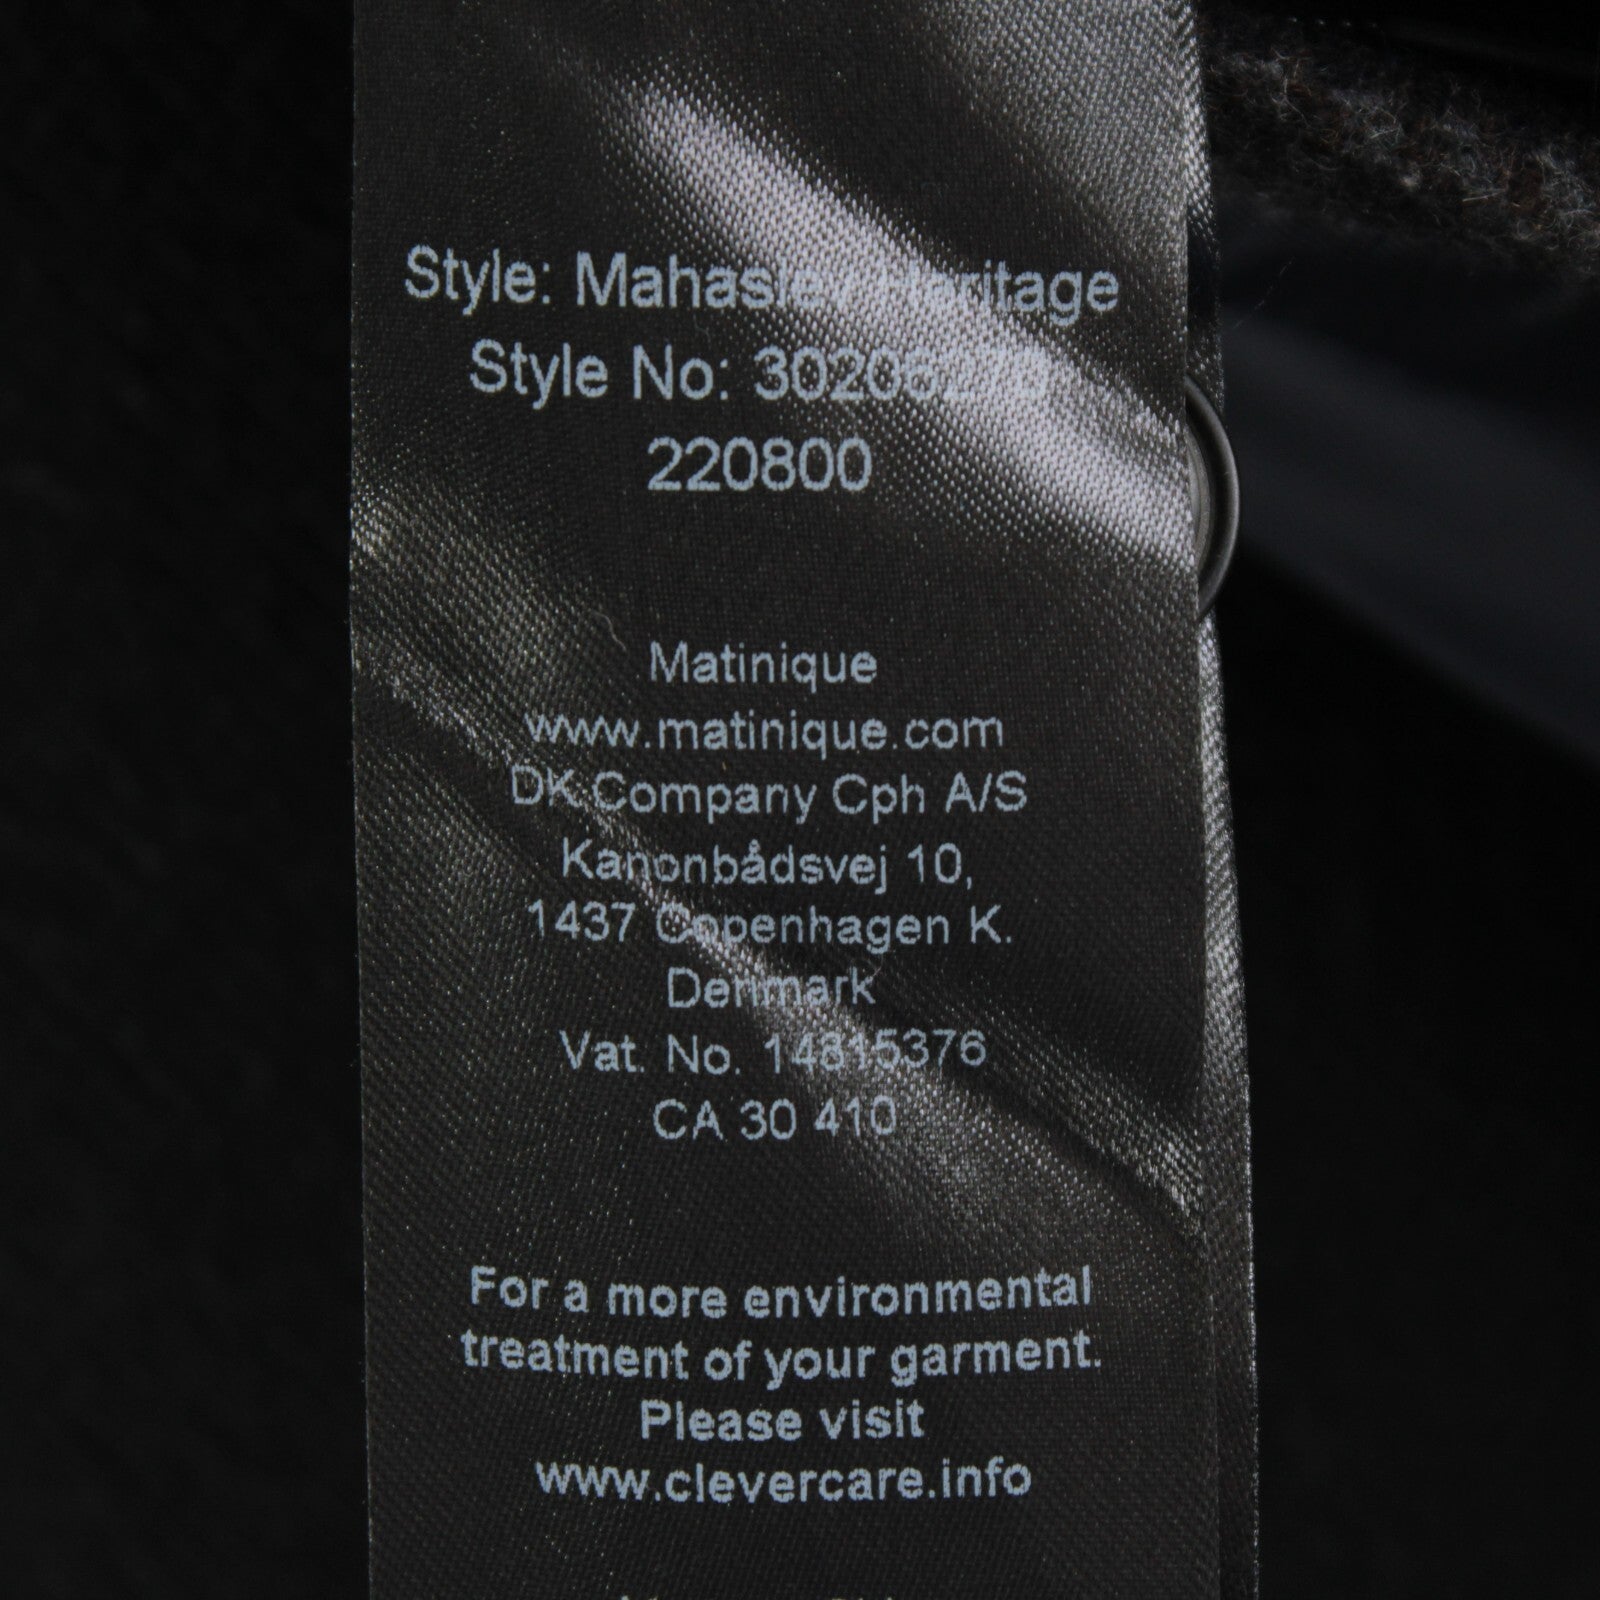 Style: Heritage
Style No:
220800
Matinique
www.matinique.com
DK Company Cph A/S
Kanonbådsvej 10,
1437 Copenhagen K.
Denmark
Vat. No. 14815376
CA 30 410
For a more environmental
treatment of your garment.
Please visit
www.clevercare.info